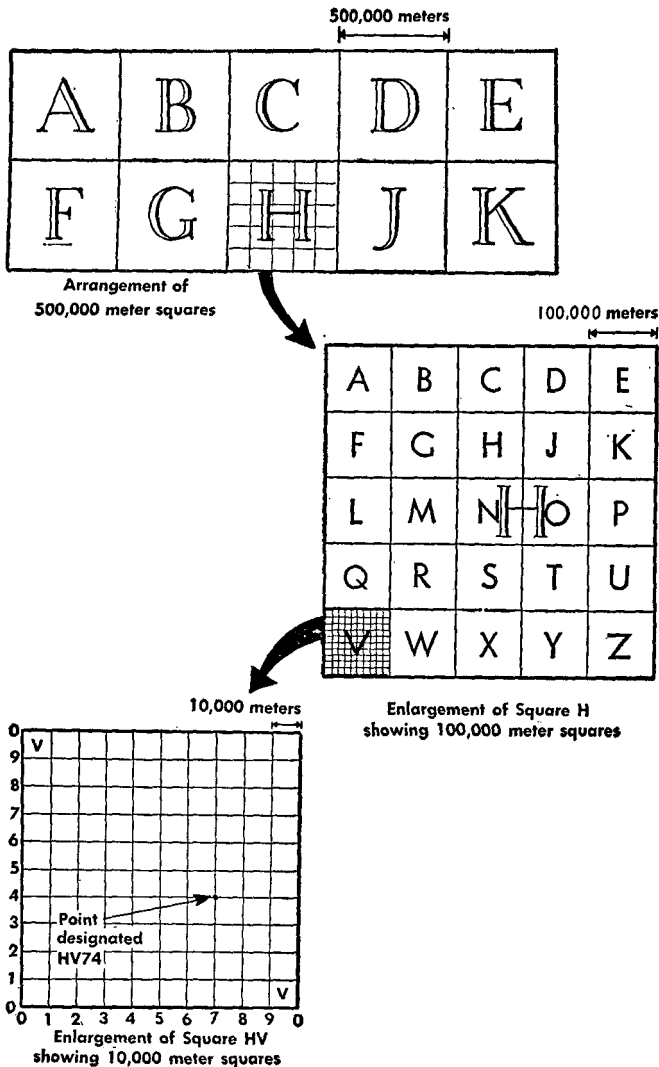 500,000 meters
A B C D E
F G H J K
Arrangement of
500,000 meter squares
100,000 meters
A B C D E
F G H J K
L M N H O P
Q R S T U
V W X Y Z
Enlargement of Square H
showing 100,000 meter squares
10,000 meters
0
V
9
8
7
6
5
4
3
2
1
0
Point
designated
HV74
V
0 1 2 3 4 5 6 7 8 9 0
Enlargement of Square HV
showing 10,000 meter squares